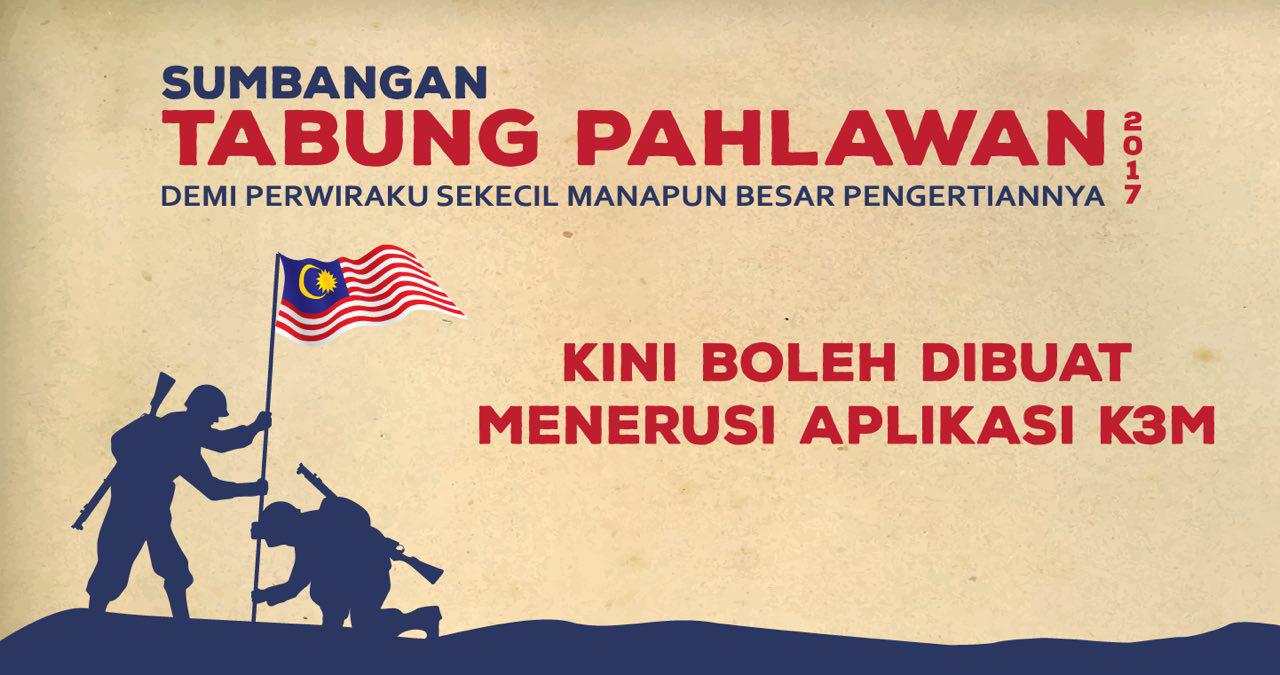 SUMBANGAN
TABUNG PAHLAWAN 2017
DEMI PERWIRAKU SEKECIL MANAPUN BESAR PENGERTIANNYA
KINI BOLEH DIBUAT
MENERUSI APLIKASI K3M